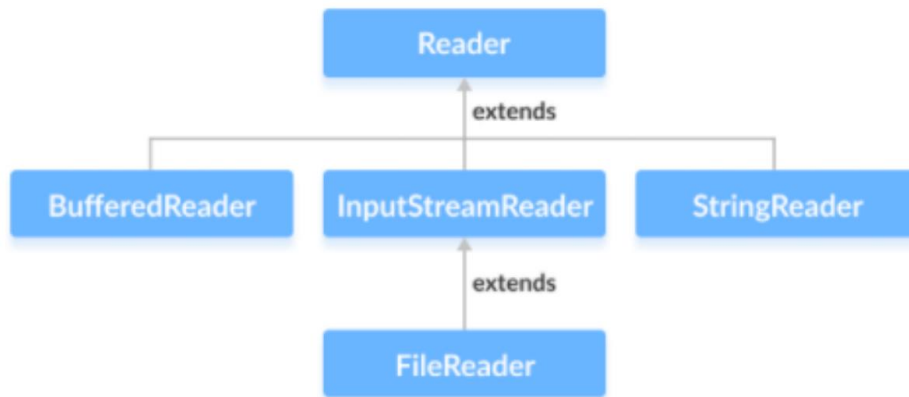 Reader
extends
BufferedReader
InputStreamReader
StringReader
extends
FileReader